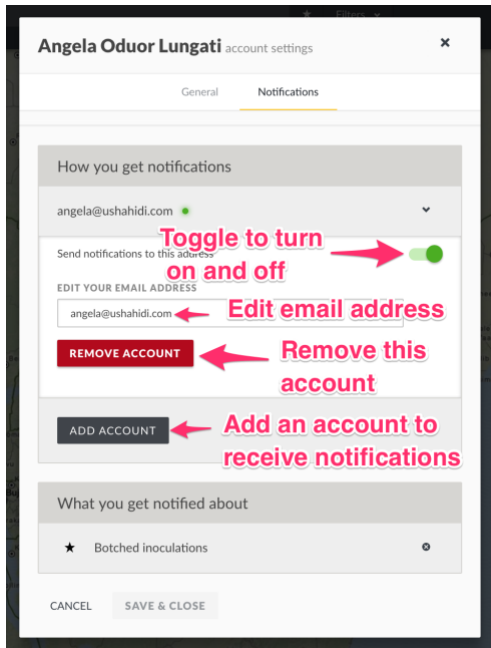 ★ Filters
Angela Oduor Lungati account settings
General Notifications
How you get notifications
angela@ushahidi.com
Toggle to turn
on and off
Send notifications to this address
EDIT YOUR EMAIL ADDRESS
angela@ushahidi.com
Edit email address
REMOVE ACCOUNT
Remove this
account
ADD ACCOUNT
Add an account to
receive notifications
What you get notified about
★ Botched inoculations
CANCEL SAVE & CLOSE